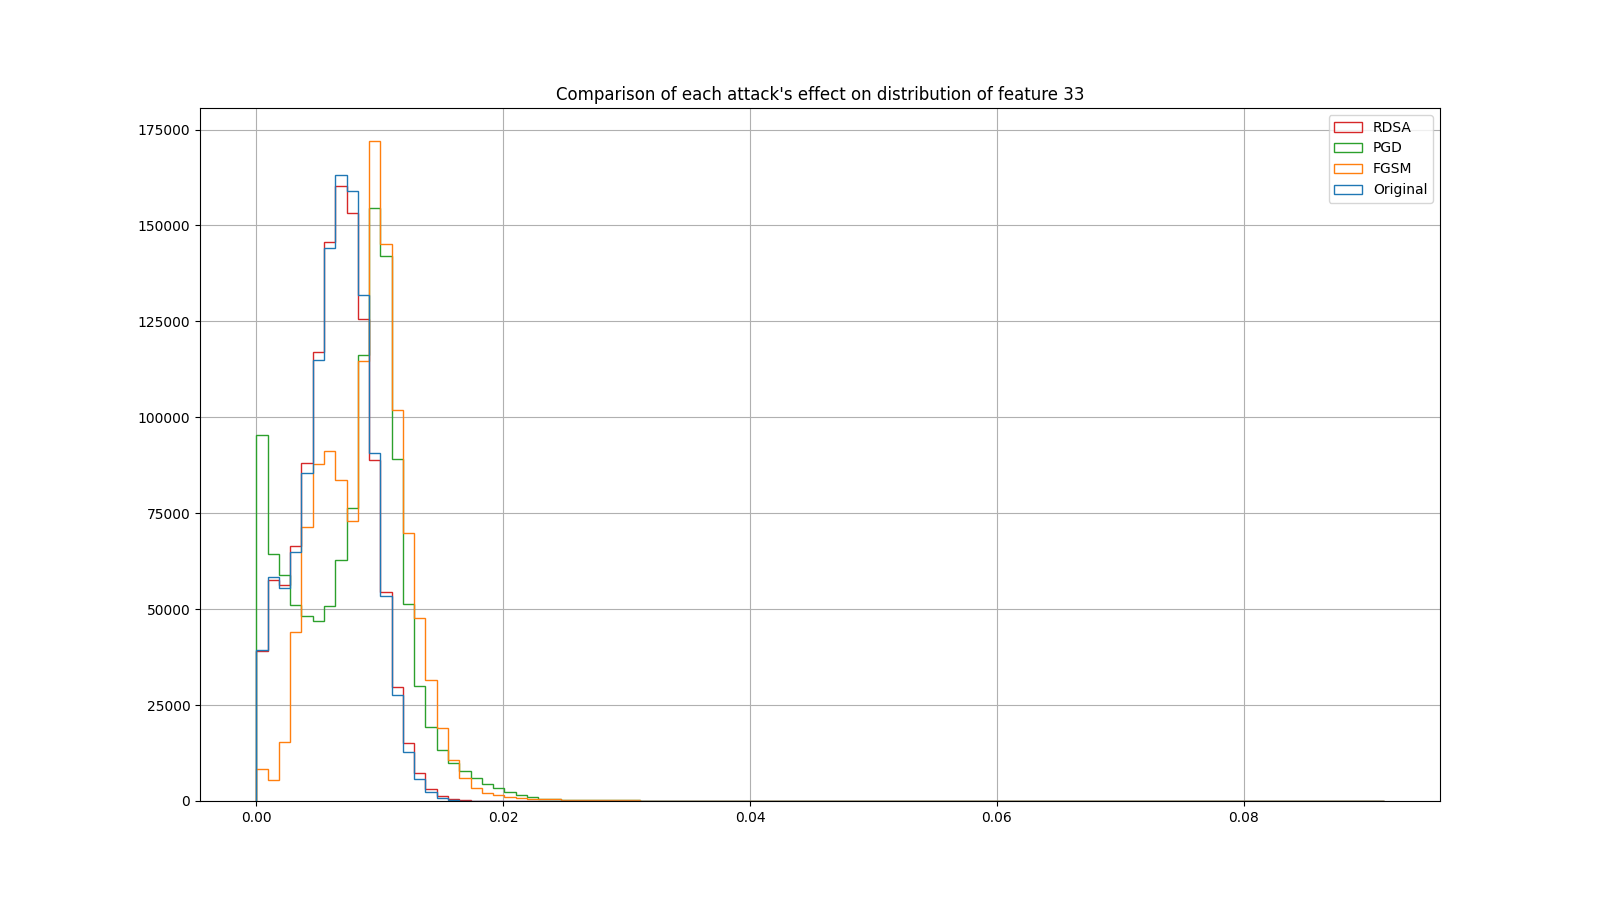 Comparison of each attack's effect on distribution of feature 33
RDSA
PGD
FGSM
Original
175000
150000
125000
100000
75000
50000
25000
0
0.00 0.02 0.04 0.06 0.08